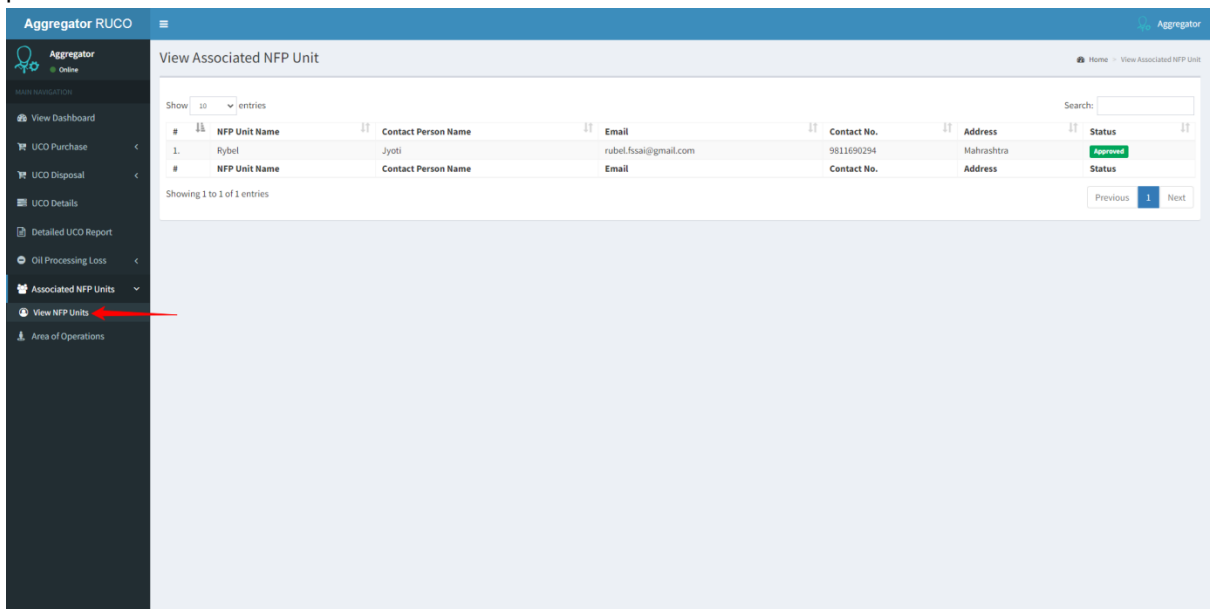 Aggregator RUCO
Aggregator
Aggregator
Online
View Associated NFP Unit
Home > View Associated NFP Unit
MAIN NAVIGATION
View Dashboard
UCO Purchase
UCO Disposal
UCO Details
Detailed UCO Report
Oil Processing Loss
Associated NFP Units
View NFP Units
Area of Operations
Show 10 entries
Search:
# NFP Unit Name Contact Person Name Email Contact No. Address Status
1. Rybel Jyoti rubel.fssai@gmail.com 9811690294 Mahrashtra Approved
# NFP Unit Name Contact Person Name Email Contact No. Address Status
Showing 1 to 1 of 1 entries
Previous 1 Next